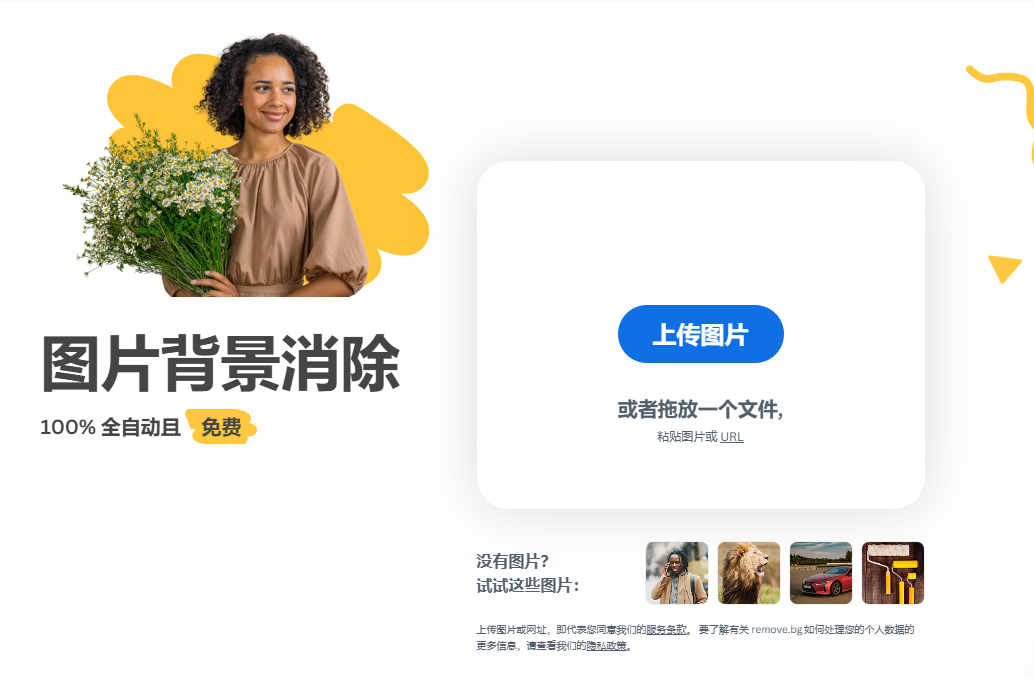 图片背景消除
100% 全自动且 免费
上传图片
或者拖放一个文件,
粘贴图片或 URL
没有图片?
试试这些图片:
上传图片或网址，即代表您同意我们的服务条款。 要了解有关 remove.bg 如何处理您的个人数据的
更多信息，请查看我们的隐私政策。